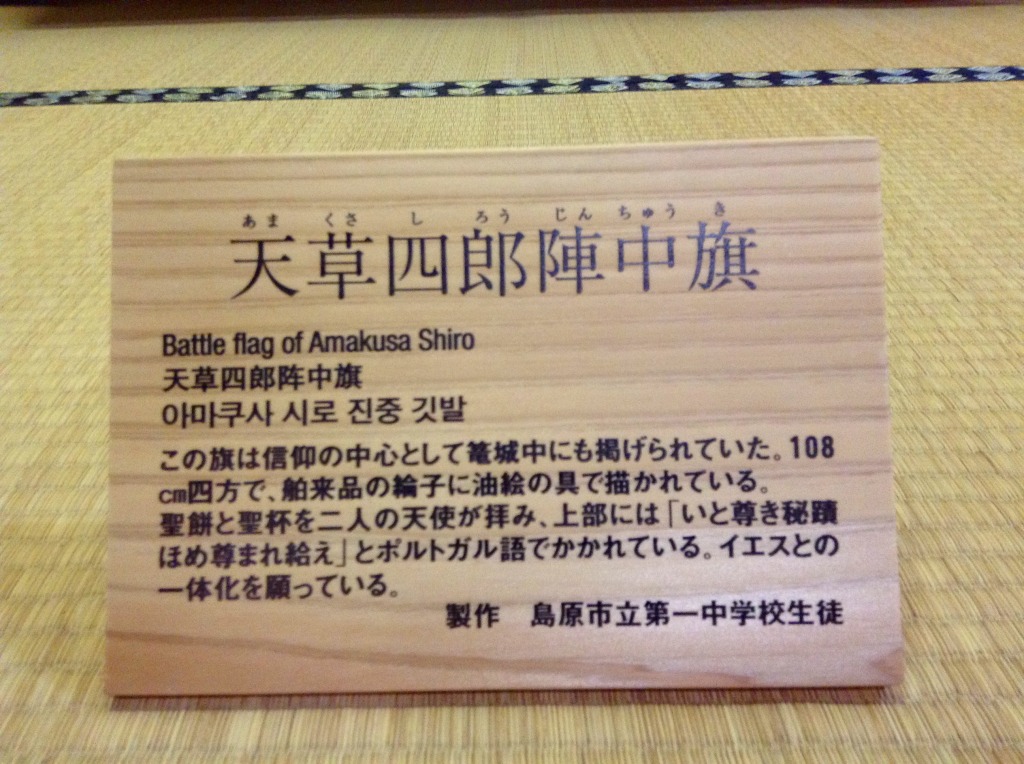 あま くさ し ろう じん ちゅう き
天草四郎陣中旗
Battle flag of Amakusa Shiro
天草四郎阵中旗
아마쿠사 시로 진중 깃발
この旗は信仰の中心として篭城中にも掲げられていた。108
cm四方で、舶来品の綸子に油絵の具で描かれている。
聖餅と聖杯を二人の天使が拝み、上部には「いと尊き秘蹟
ほめ尊まれ給え」とポルトガル語でかかれている。イエスとの
一体化を願っている。
製作 島原市立第一中学校生徒